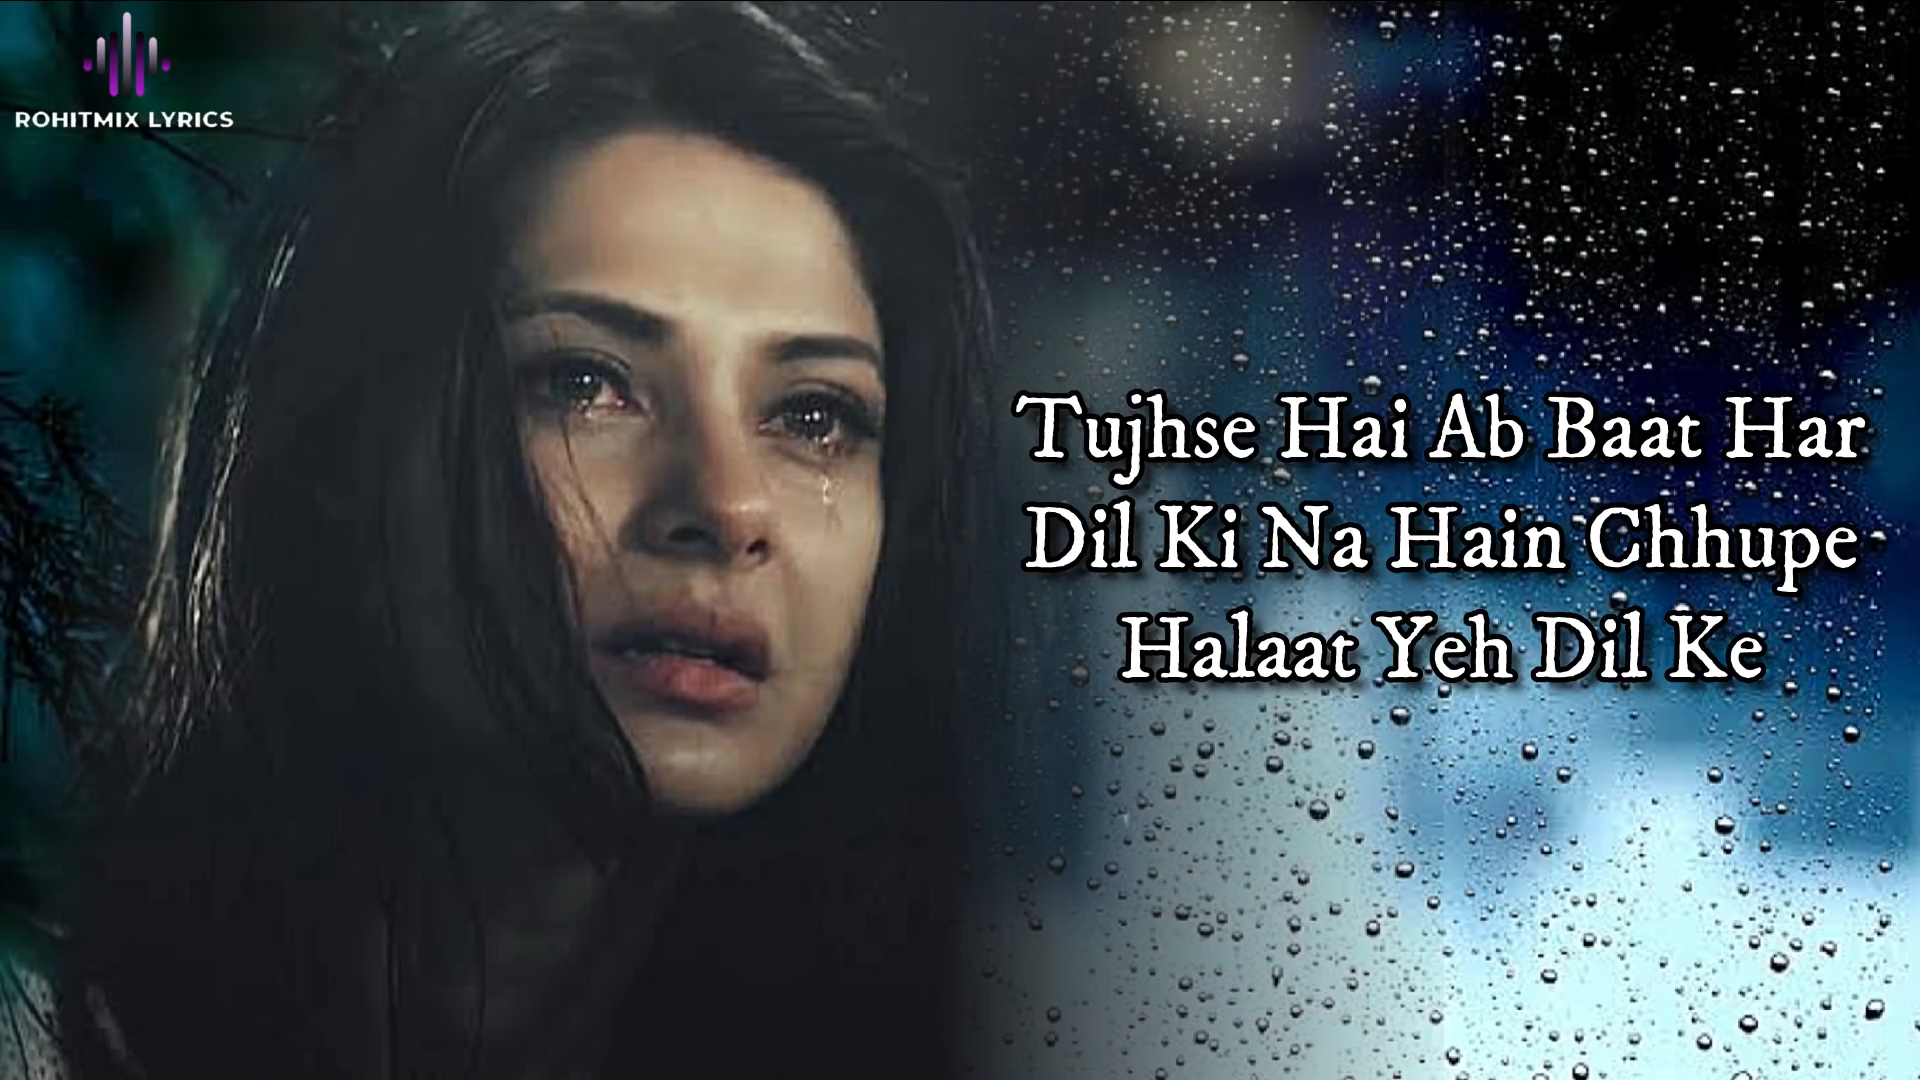 ROHITMIX LYRICS
Tujhse Hai Ab Baat Har
Dil Ki Na Hain Chhupe
Halaat Yeh Dil Ke